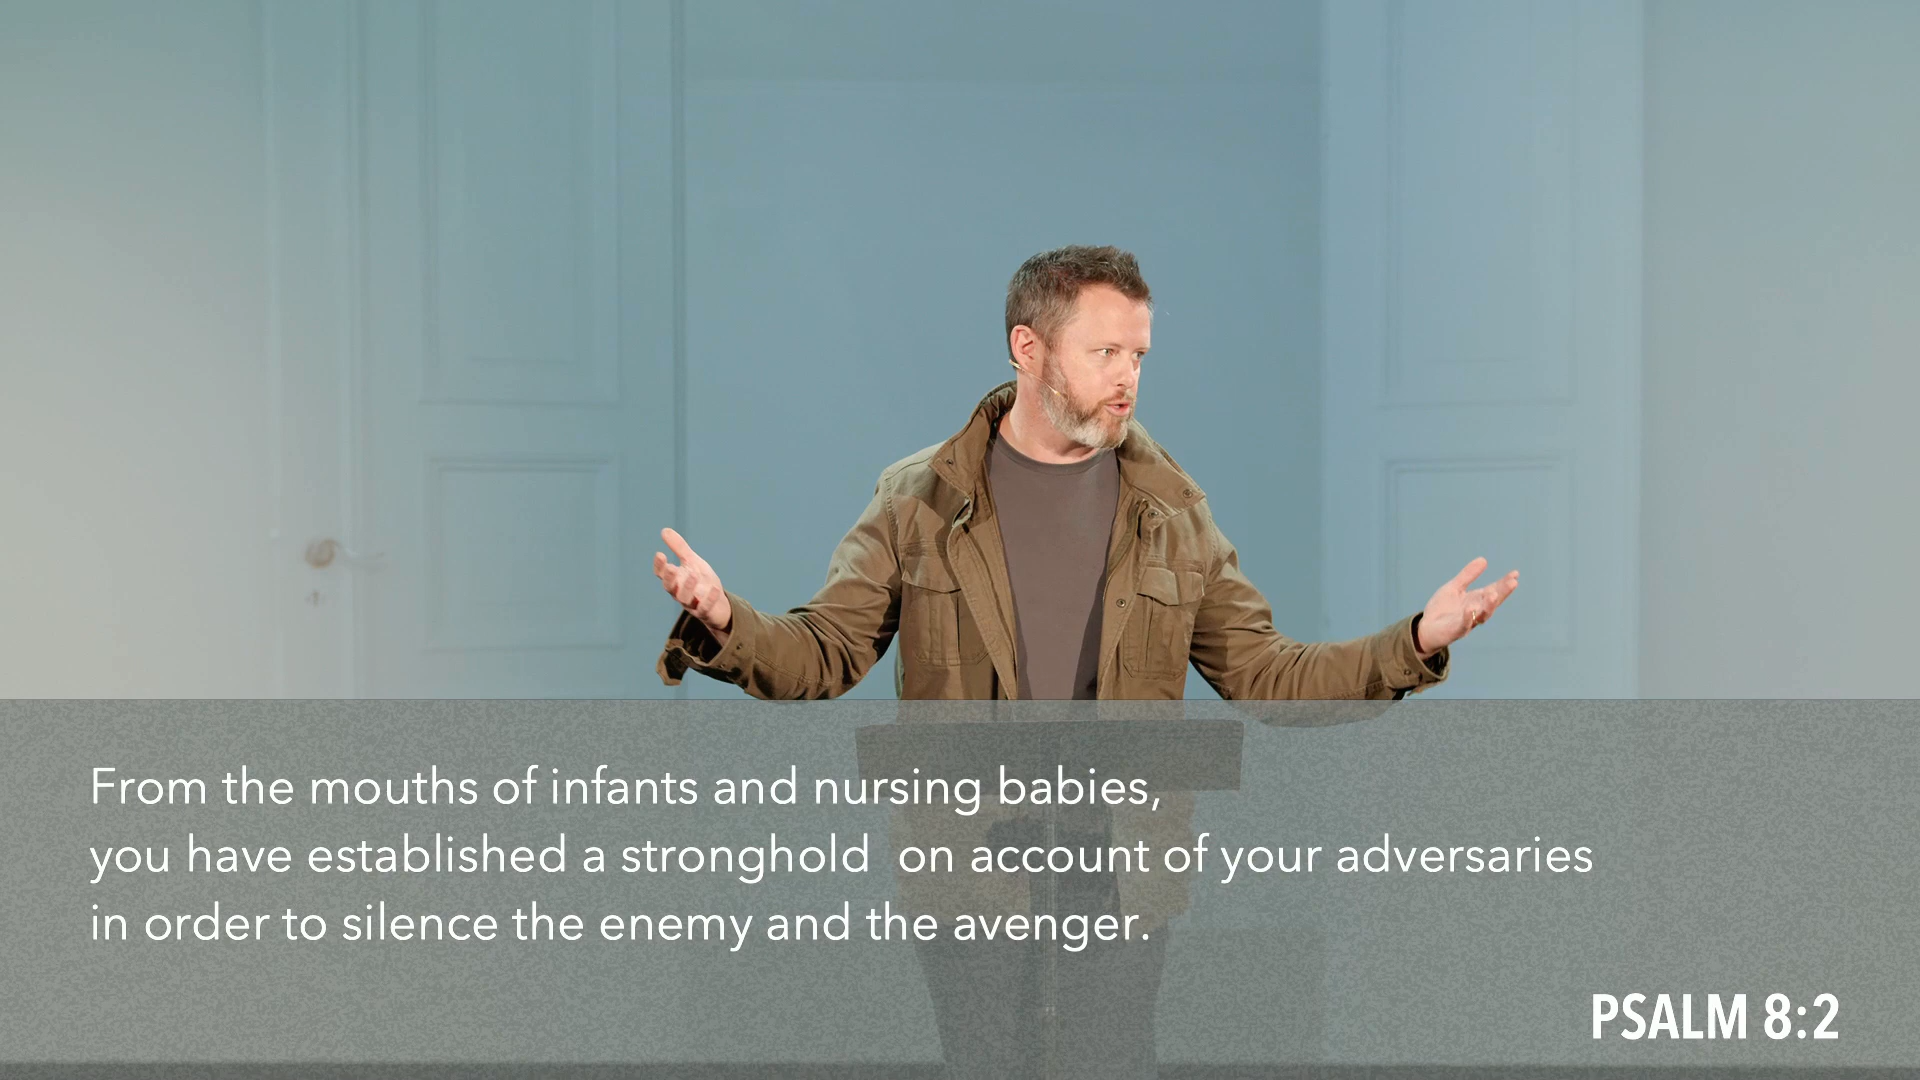 From the mouths of infants and nursing babies,
you have established a stronghold  on account of your adversaries
in order to silence the enemy and the avenger.
PSALM 8:2